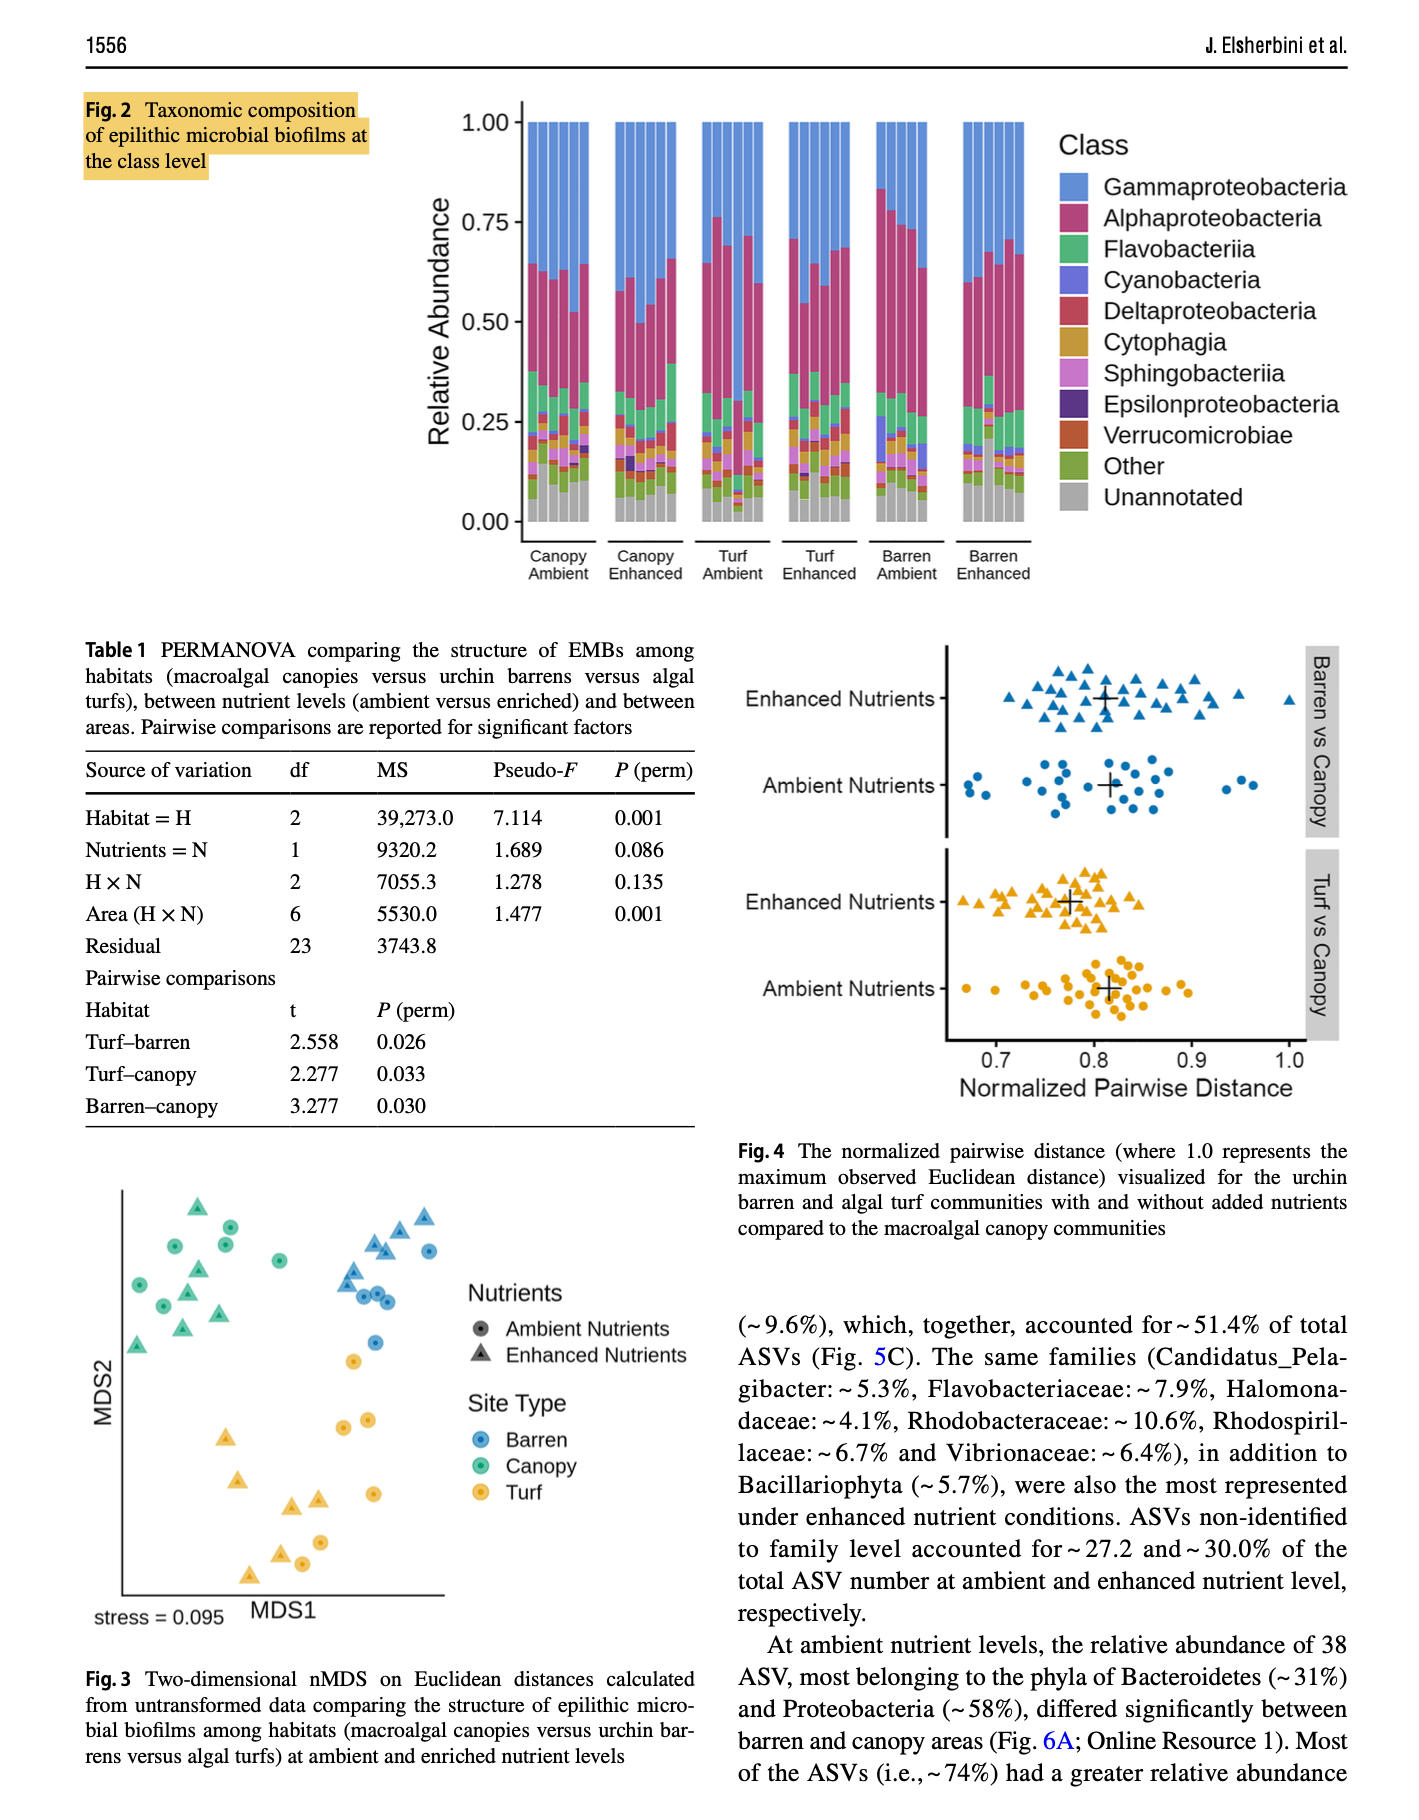 1556
J. Elsherbini et al.
Fig. 2 Taxonomic composition
of epilithic microbial biofilms at
the class level
1.00
0.75
0.50
0.25
0.00
Relative Abundance
Canopy
Ambient
Canopy
Enhanced
Turf
Ambient
Turf
Enhanced
Barren
Ambient
Barren
Enhanced
Class
Gammaproteobacteria
Alphaproteobacteria
Flavobacteriia
Cyanobacteria
Deltaproteobacteria
Cytophagia
Sphingobacteriia
Epsilonproteobacteria
Verrucomicrobiae
Other
Unannotated
Table 1 PERMANOVA comparing the structure of EMBs among
habitats (macroalgal canopies versus urchin barrens versus algal
turfs), between nutrient levels (ambient versus enriched) and between
areas. Pairwise comparisons are reported for significant factors
Source of variation df MS Pseudo-F P (perm)
Habitat = H 2 39,273.0 7.114 0.001
Nutrients = N 1 9320.2 1.689 0.086
H × N 2 7055.3 1.278 0.135
Area (H × N) 6 5530.0 1.477 0.001
Residual 23 3743.8
Pairwise comparisons
Habitat t P (perm)
Turf–barren 2.558 0.026
Turf–canopy 2.277 0.033
Barren–canopy 3.277 0.030
MDS2
MDS1
stress = 0.095
Nutrients
Ambient Nutrients
Enhanced Nutrients
Site Type
Barren
Canopy
Turf
Fig. 3 Two-dimensional nMDS on Euclidean distances calculated
from untransformed data comparing the structure of epilithic micro-
bial biofilms among habitats (macroalgal canopies versus urchin bar-
rens versus algal turfs) at ambient and enriched nutrient levels
Enhanced Nutrients
Ambient Nutrients
Barren vs Canopy
Enhanced Nutrients
Ambient Nutrients
Turf vs Canopy
0.7 0.8 0.9 1.0
Normalized Pairwise Distance
Fig. 4 The normalized pairwise distance (where 1.0 represents the
maximum observed Euclidean distance) visualized for the urchin
barren and algal turf communities with and without added nutrients
compared to the macroalgal canopy communities
(~ 9.6%), which, together, accounted for ~ 51.4% of total
ASVs (Fig. 5C). The same families (Candidatus_Pela-
gibacter: ~ 5.3%, Flavobacteriaceae: ~ 7.9%, Halomona-
daceae: ~ 4.1%, Rhodobacteraceae: ~ 10.6%, Rhodospiril-
laceae: ~ 6.7% and Vibrionaceae: ~ 6.4%), in addition to
Bacillariophyta (~ 5.7%), were also the most represented
under enhanced nutrient conditions. ASVs non-identified
to family level accounted for ~ 27.2 and ~ 30.0% of the
total ASV number at ambient and enhanced nutrient level,
respectively.
At ambient nutrient levels, the relative abundance of 38
ASV, most belonging to the phyla of Bacteroidetes (~ 31%)
and Proteobacteria (~ 58%), differed significantly between
barren and canopy areas (Fig. 6A; Online Resource 1). Most
of the ASVs (i.e., ~ 74%) had a greater relative abundance